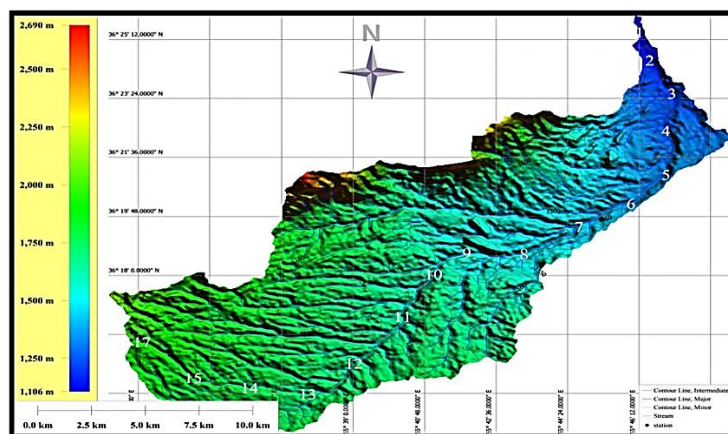 2,690 m
2,500 m
2,250 m
2,000 m
1,750 m
1,500 m
1,250 m
1,106 m
0.0 km 2.5 km 5.0 km 7.5 km 10.0 km
36° 25' 12.0000" N
36° 23' 24.0000" N
36° 21' 36.0000" N
36° 19' 48.0000" N
36° 18' 0.0000" N
N
1
2
3
4
5
6
7
8
9
10
11
12
13
14
15
17
Contour Line, Intermediate
Contour Line, Major
Contour Line, Minor
Stream
station